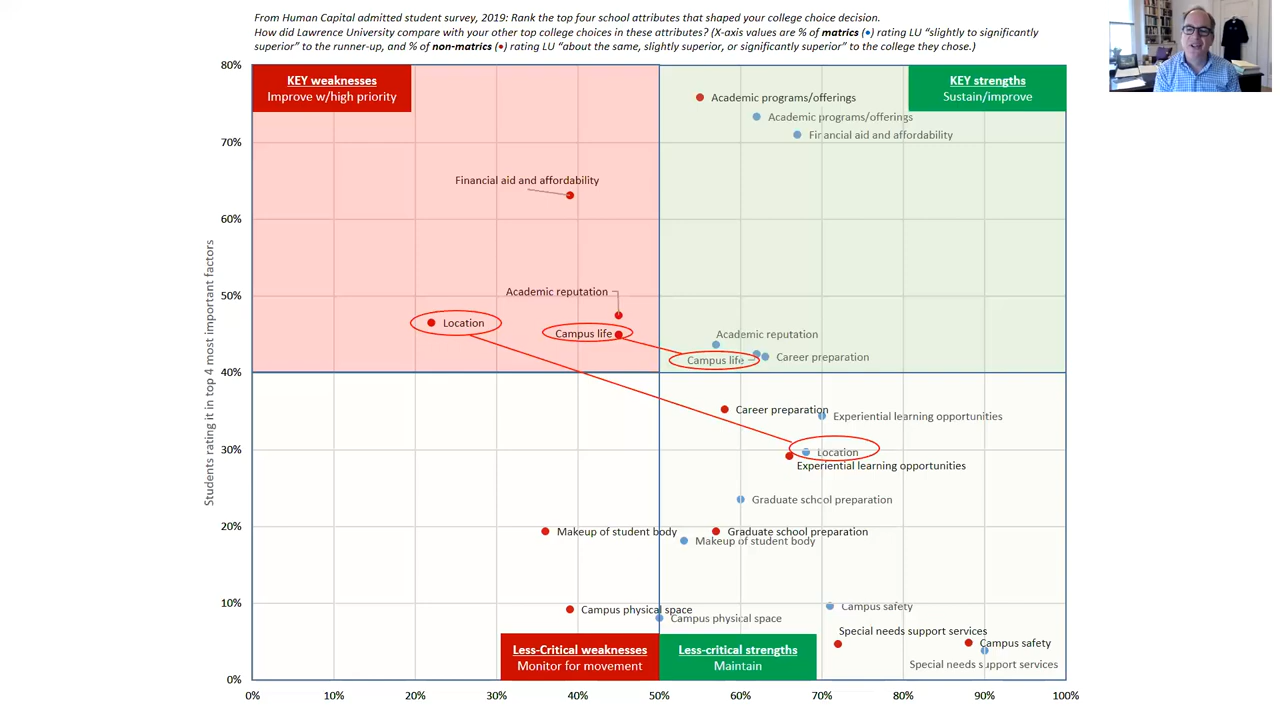 From Human Capital admitted student survey, 2019: Rank the top four school attributes that shaped your college choice decision.
How did Lawrence University compare with your other top college choices in these attributes? (X-axis values are % of matrics (•) rating LU “slightly to significantly
superior” to the runner-up, and % of non-matrics (•) rating LU “about the same, slightly superior, or significantly superior” to the college they chose.)
80%
KEY weaknesses
Improve w/high priority
KEY strengths
Sustain/improve
Academic programs/offerings
Academic programs/offerings
Financial aid and affordability
70%
Financial aid and affordability
60%
Students rating it in top 4 most important factors
50%
Academic reputation
Location
Campus life
Academic reputation
Campus life
Career preparation
40%
Career preparation
Experiential learning opportunities
30%
Location
Experiential learning opportunities
Graduate school preparation
20%
Makeup of student body
Graduate school preparation
Makeup of student body
10%
Campus physical space
Campus safety
Campus physical space
Special needs support services
Campus safety
Less-Critical weaknesses
Monitor for movement
Less-critical strengths
Maintain
Special needs support services
0%
0% 10% 20% 30% 40% 50% 60% 70% 80% 90% 100%